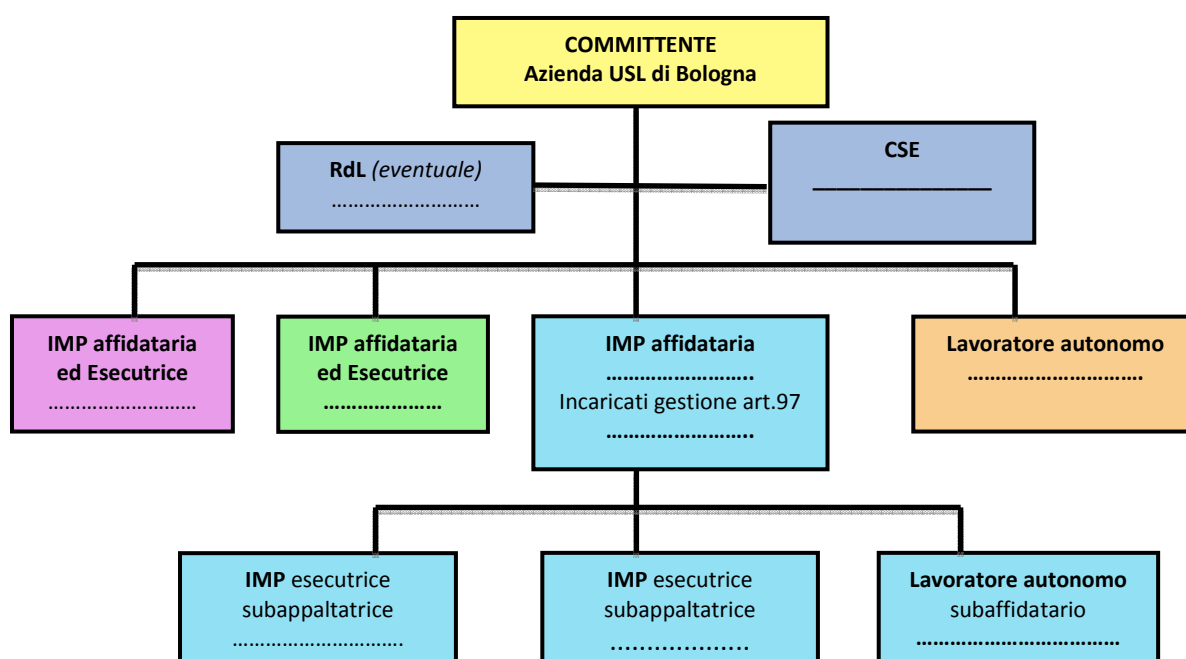 COMMITTENTE
Azienda USL di Bologna
RdL (eventuale)
………………………
CSE
_________________
IMP affidataria
ed Esecutrice
………………………
IMP affidataria
ed Esecutrice
…………………
IMP affidataria
……………………..
Incaricati gestione art.97
……………………..
Lavoratore autonomo
………………………….
IMP esecutrice
subappaltatrice
………………………….
IMP esecutrice
subappaltatrice
...................
Lavoratore autonomo
subaffidatario
………………………………